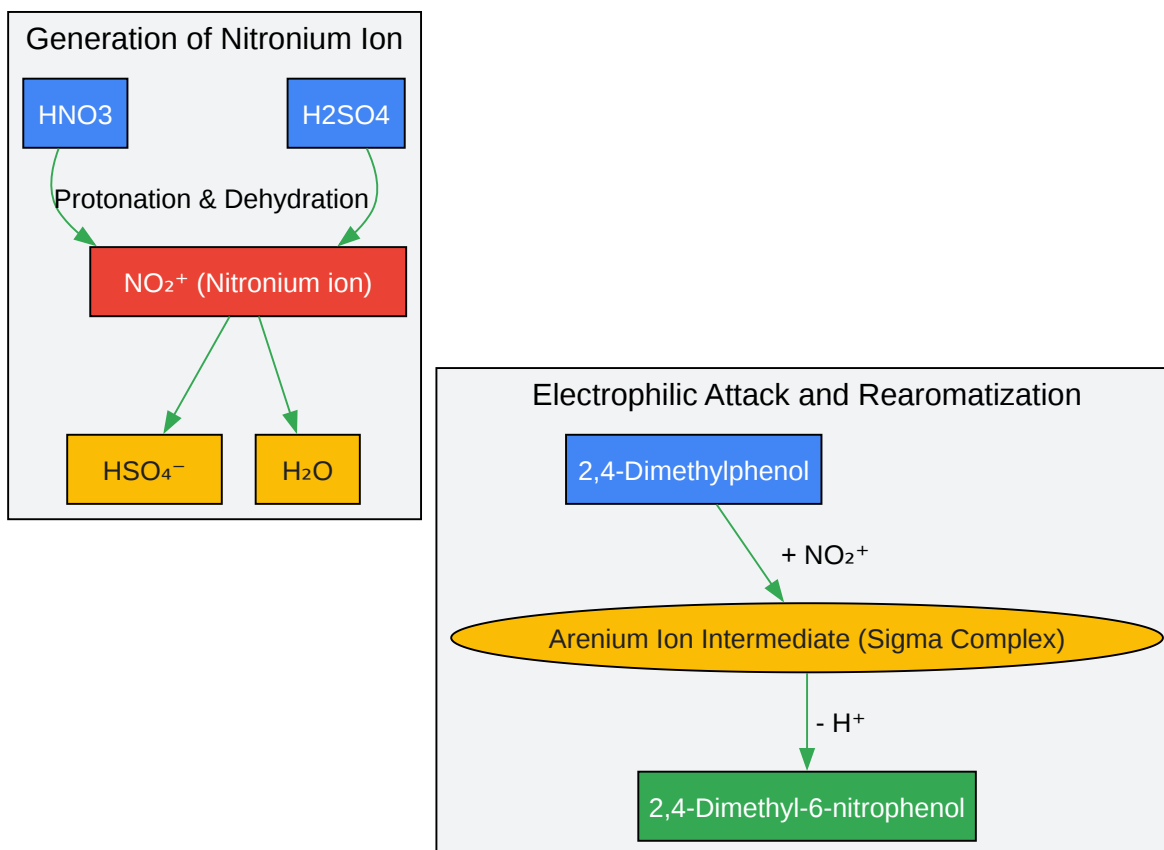 Generation of Nitronium Ion
HNO3
H2SO4
Protonation & Dehydration
NO₂⁺ (Nitronium ion)
HSO₄⁻
H₂O
Electrophilic Attack and Rearomatization
2,4-Dimethylphenol
+ NO₂⁺
Arenium Ion Intermediate (Sigma Complex)
- H⁺
2,4-Dimethyl-6-nitrophenol